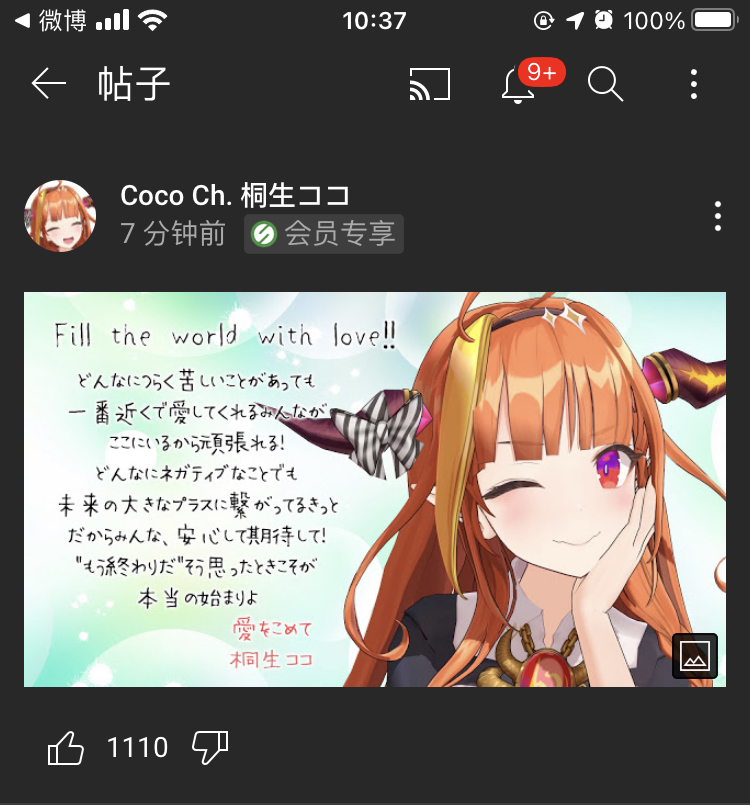 微博
10:37
100%
帖子
9+
Coco Ch. 桐生ココ
7 分钟前
会员专享
Fill the world with love!!
どんなにつらく苦しいことがあっても
一番近くで愛してくれるみんなが
ここにいるから頑張れる!
どんなにネガティブなことでも
未来の大きなプラスに繋がってるきっと
だからみんな、安心して期待して!
"もう終わりだ"そう思ったときこそが
本当の始まりよ
愛をこめて
桐生ココ
1110